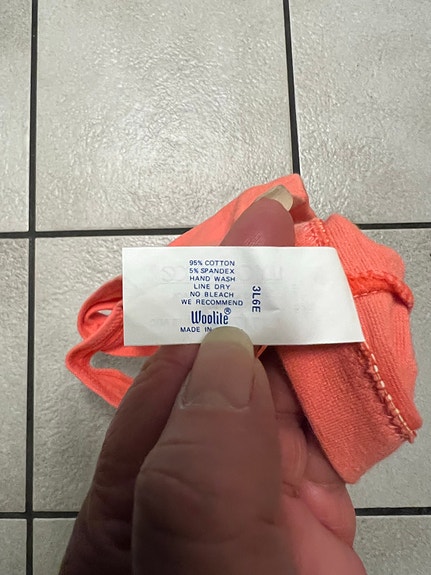 95% COTTON
5% SPANDEX
HAND WASH
LINE DRY
NO BLEACH
WE RECOMMEND
Woolite®
MADE IN
3L6E